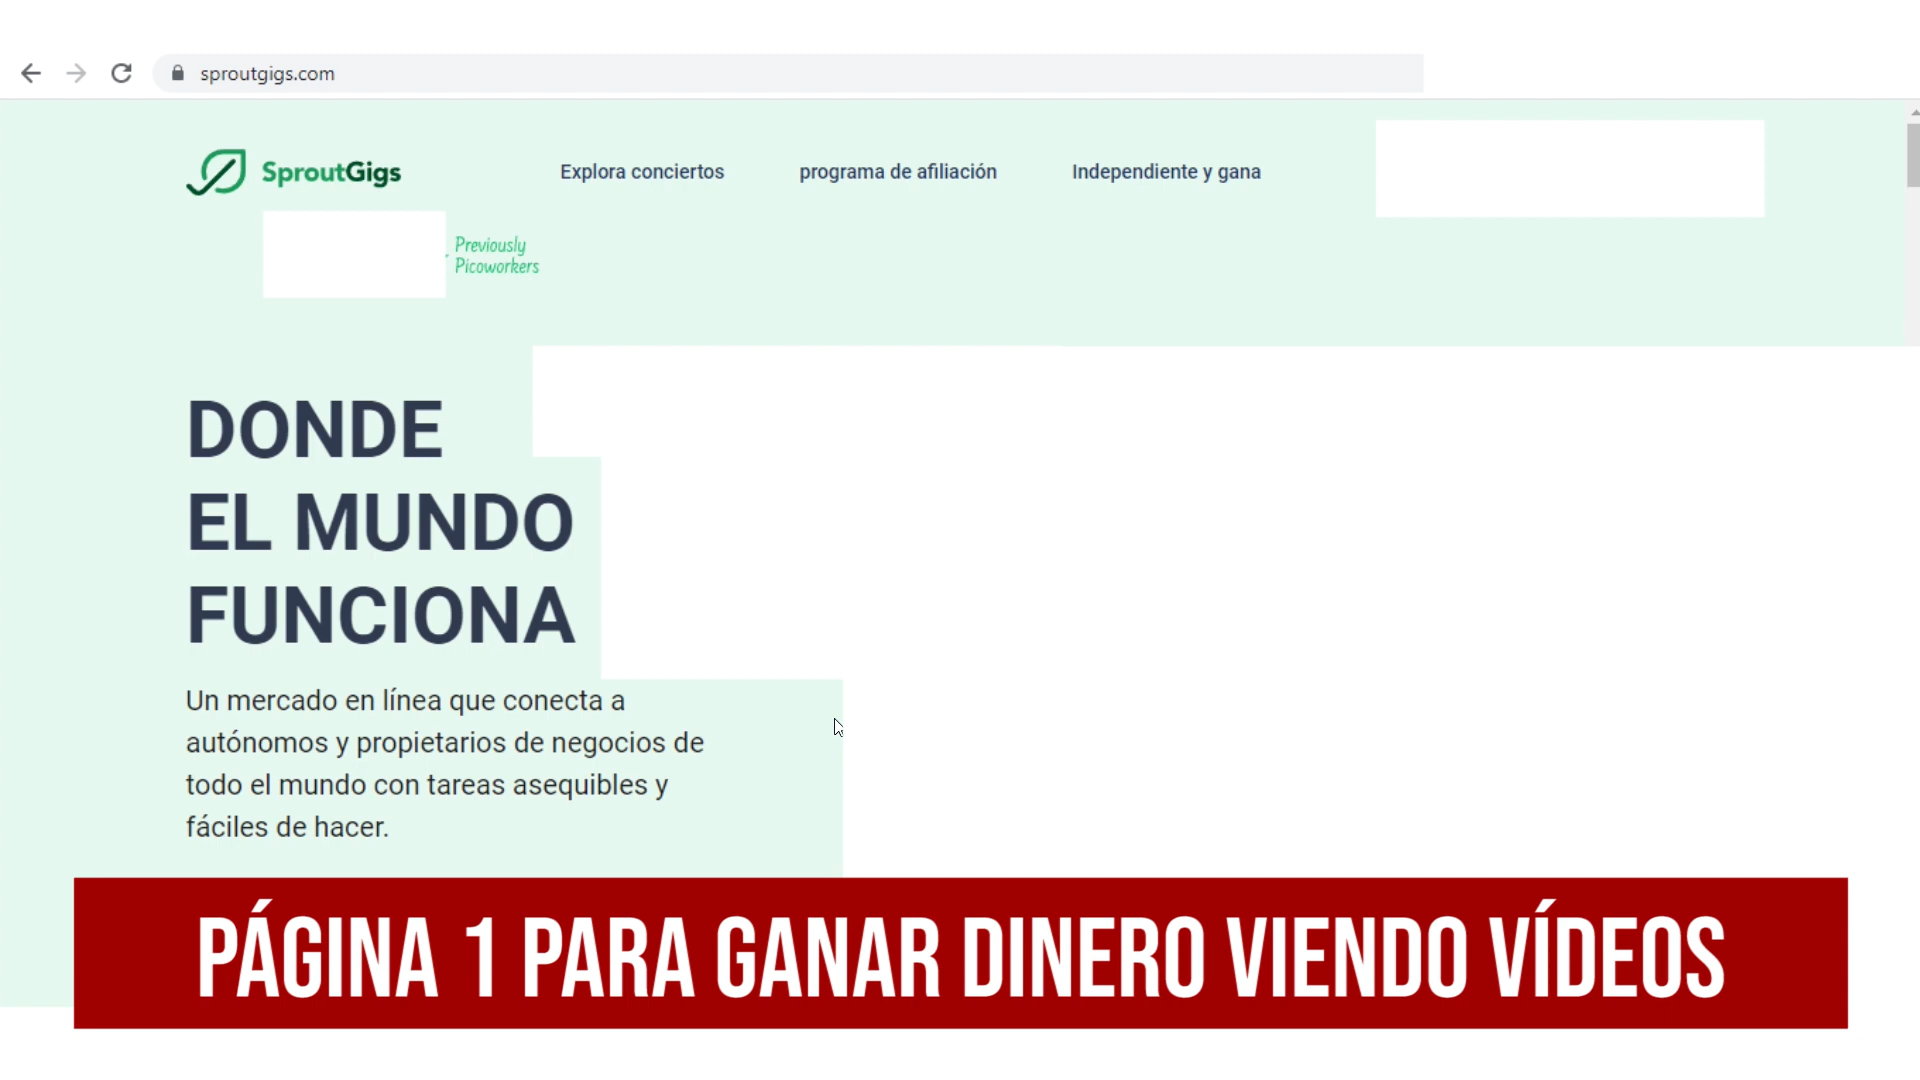 sproutgigs.com
SproutGigs
Explora conciertos
programa de afiliación
Independiente y gana
Previously
Picoworkers
DONDE
EL MUNDO
FUNCIONA
Un mercado en línea que conecta a
autónomos y propietarios de negocios de
todo el mundo con tareas asequibles y
fáciles de hacer.
PÁGINA 1 PARA GANAR DINERO VIENDO VÍDEOS